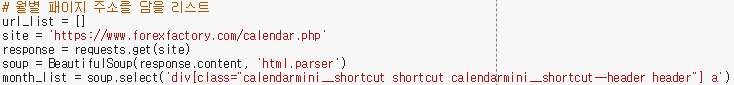 # 월별 페이지 주소를 담을 리스트
url_list = []
site = 'https://www.forexfactory.com/calendar.php'
response = requests.get(site)
soup = BeautifulSoup(response.content, 'html.parser')
month_list = soup.select('div[class="calendarmini__shortcut shortcut calendarmini__shortcut--header header"] a')